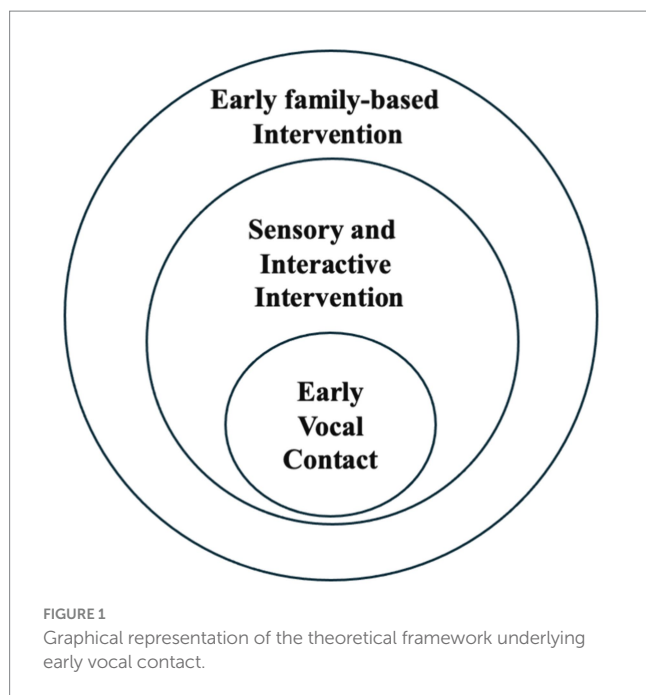 Early family-based
Intervention
Sensory and
Interactive
Intervention
Early
Vocal
Contact
FIGURE 1
Graphical representation of the theoretical framework underlying
early vocal contact.